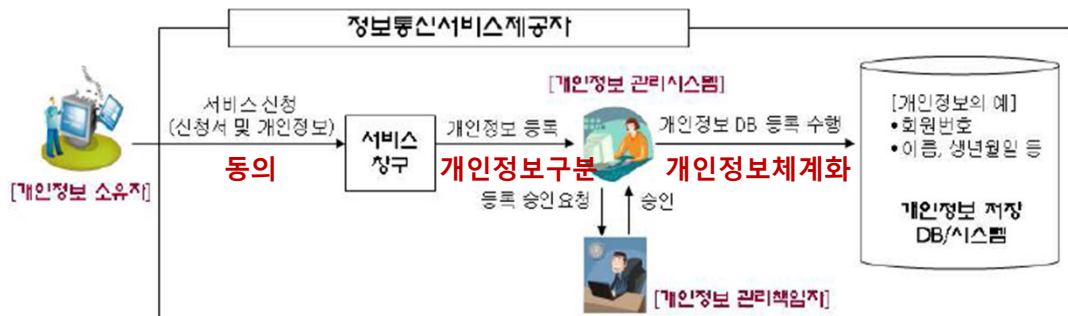 정보통신서비스제공자
[개인정보 관리시스템]
서비스 신청
(신청서 및 개인정보)
동의
[개인정보 소유자]
서비스
창구
개인정보 등록
개인정보구분
개인정보 DB 등록 수행
개인정보체계화
등록 승인요청
승인
[개인정보 관리책임자]
[개인정보의 예]
•회원번호
•이름, 생년월일 등
개인정보 저장
DB/시스템